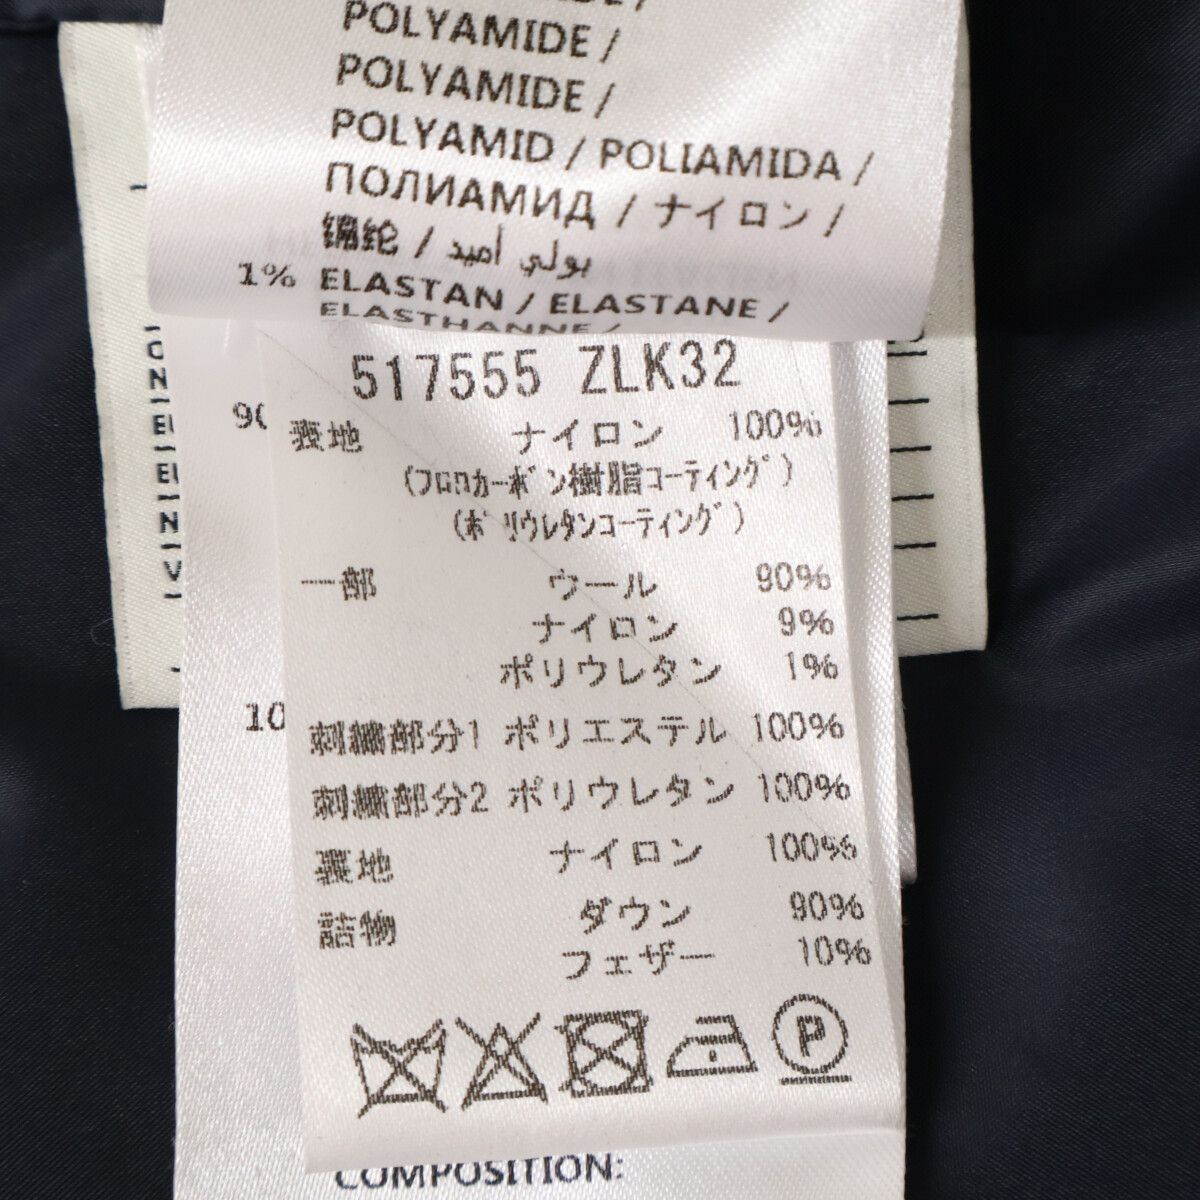 POLYAMIDE /
POLYAMIDE /
POLYAMID / POLIAMIDA /
ПОЛИАМИД / ナイロン /
锦纶 / بولي أميد
1% ELASTAN / ELASTANE /
ELASTHANNE /
517555 ZLK32
表地 ナイロン 100%
(フロロカーボン樹脂コーティング)
(ポリウレタンコーティング)
一部 ウール 90%
ナイロン 9%
ポリウレタン 1%
刺繍部分1 ポリエステル 100%
刺繍部分2 ポリウレタン 100%
裏地 ナイロン 100%
詰物 ダウン 90%
フェザー 10%
P
COMPOSITION: